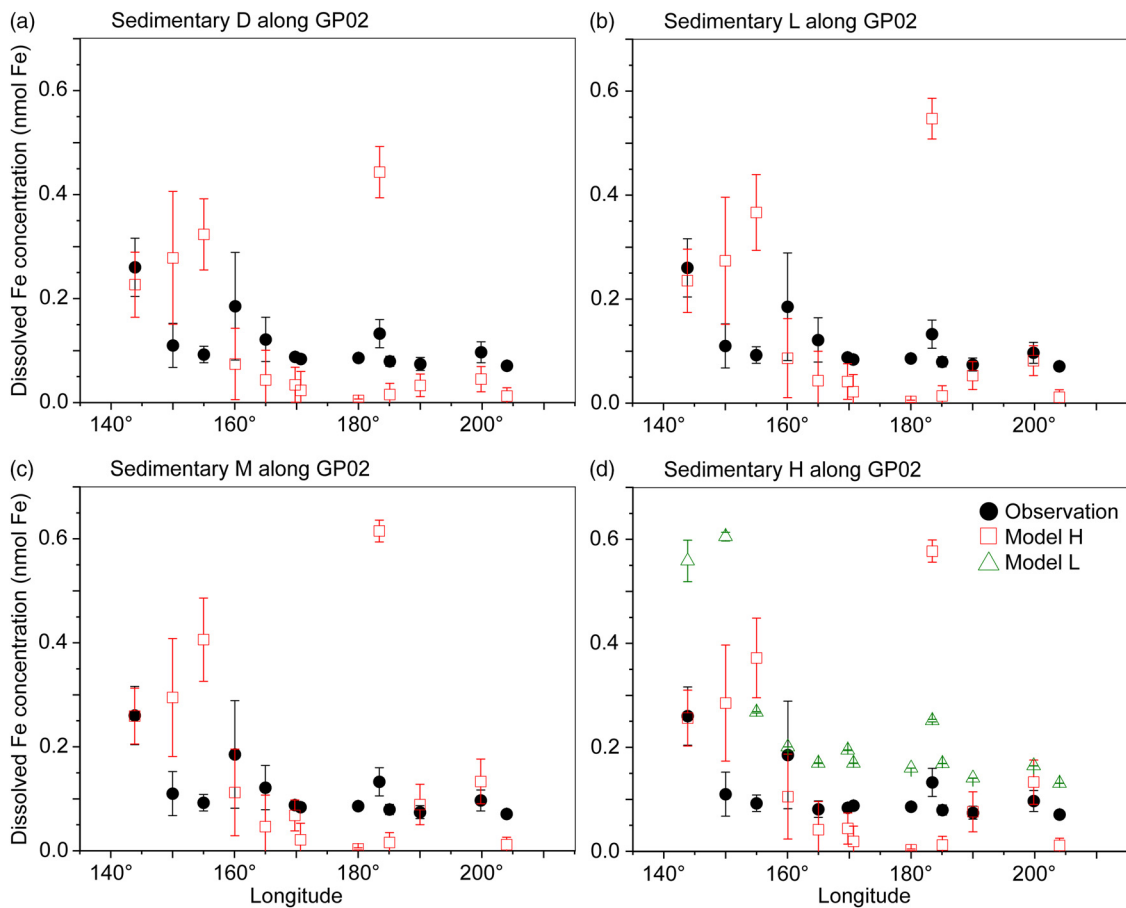 (a) Sedimentary D along GP02
(b) Sedimentary L along GP02
Dissolved Fe concentration (nmol Fe)
0.6
0.4
0.2
0.0
140° 160° 180° 200°
0.6
0.4
0.2
0.0
140° 160° 180° 200°
(c) Sedimentary M along GP02
(d) Sedimentary H along GP02
Dissolved Fe concentration (nmol Fe)
0.6
0.4
0.2
0.0
140° 160° 180° 200°
Longitude
0.6
0.4
0.2
0.0
Observation
Model H
Model L
140° 160° 180° 200°
Longitude